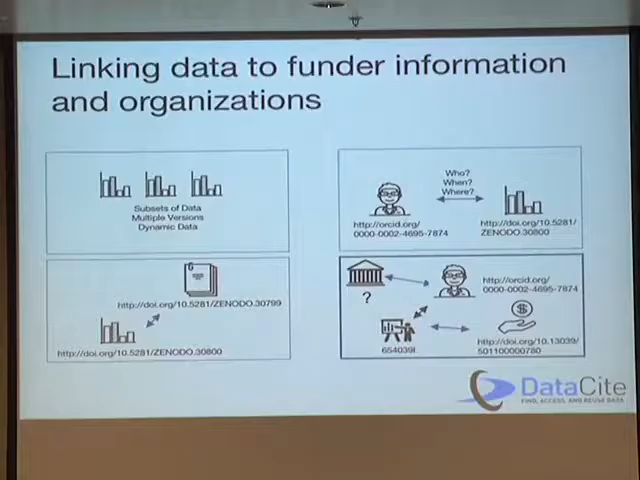 Linking data to funder information
and organizations
Subsets of Data
Multiple Versions
Dynamic Data
Who?
When?
Where?
http://orcid.org/
0000-0002-4695-7874
http://doi.org/10.5281/
ZENODO.30800
http://doi.org/10.5281/ZENODO.30799
http://doi.org/10.5281/ZENODO.30800
?
http://orcid.org/
0000-0002-4695-7874
$
654039I
http://doi.org/10.13039/
501100000780
DataCite
FIND, ACCESS, AND REUSE DATA